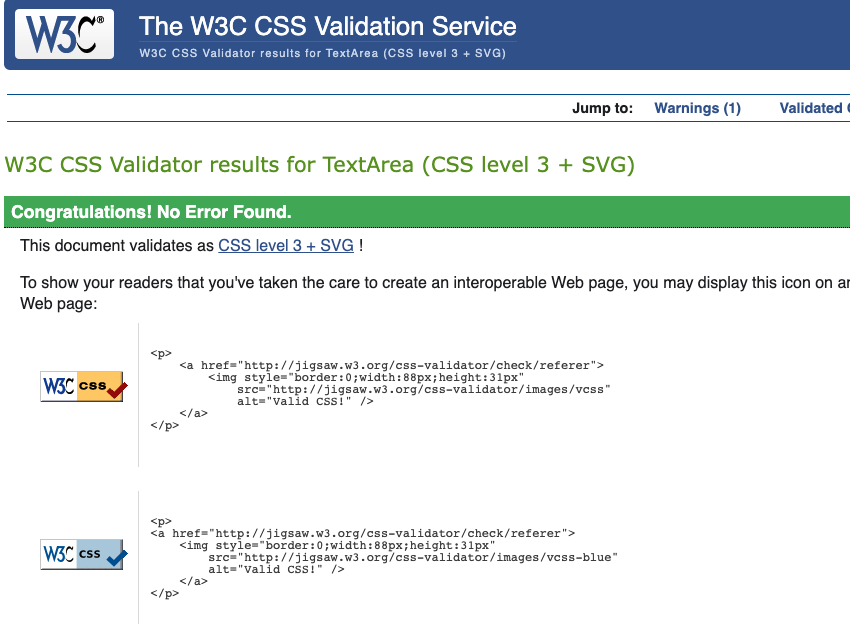 W3C®
The W3C CSS Validation Service
W3C CSS Validator results for TextArea (CSS level 3 + SVG)
Jump to: Warnings (1) Validated
W3C CSS Validator results for TextArea (CSS level 3 + SVG)
Congratulations! No Error Found.
This document validates as CSS level 3 + SVG !
To show your readers that you've taken the care to create an interoperable Web page, you may display this icon on
Web page:
W3C css
<p>
<a href="http://jigsaw.w3.org/css-validator/check/referer">
<img style="border:0;width:88px;height:31px"
src="http://jigsaw.w3.org/css-validator/images/vcss"
alt="Valid CSS!" />
</a>
</p>
W3C css
<p>
<a href="http://jigsaw.w3.org/css-validator/check/referer">
<img style="border:0;width:88px;height:31px"
src="http://jigsaw.w3.org/css-validator/images/vcss-blue"
alt="Valid CSS!" />
</a>
</p>